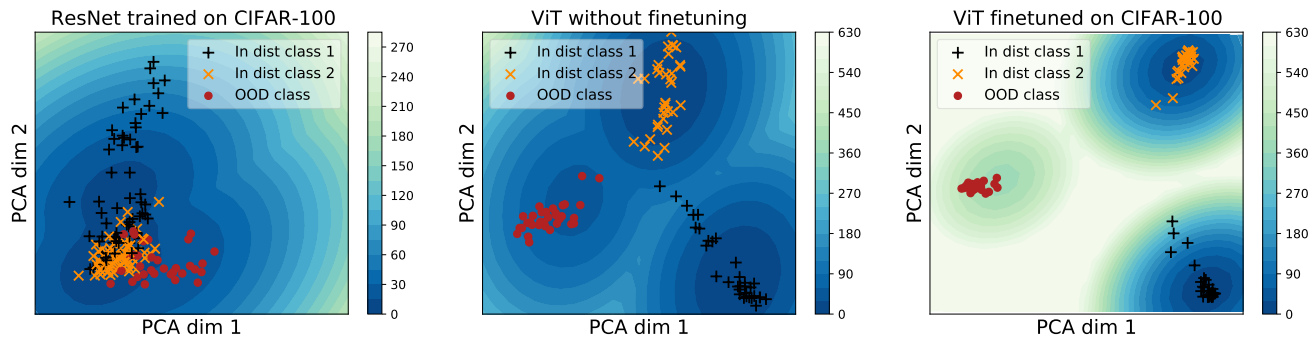 ResNet trained on CIFAR-100
In dist class 1
In dist class 2
OOD class
PCA dim 2
PCA dim 1
270
240
210
180
150
120
90
60
30
0
ViT without finetuning
In dist class 1
In dist class 2
OOD class
PCA dim 2
PCA dim 1
630
540
450
360
270
180
90
0
ViT finetuned on CIFAR-100
In dist class 1
In dist class 2
OOD class
PCA dim 2
PCA dim 1
630
540
450
360
270
180
90
0